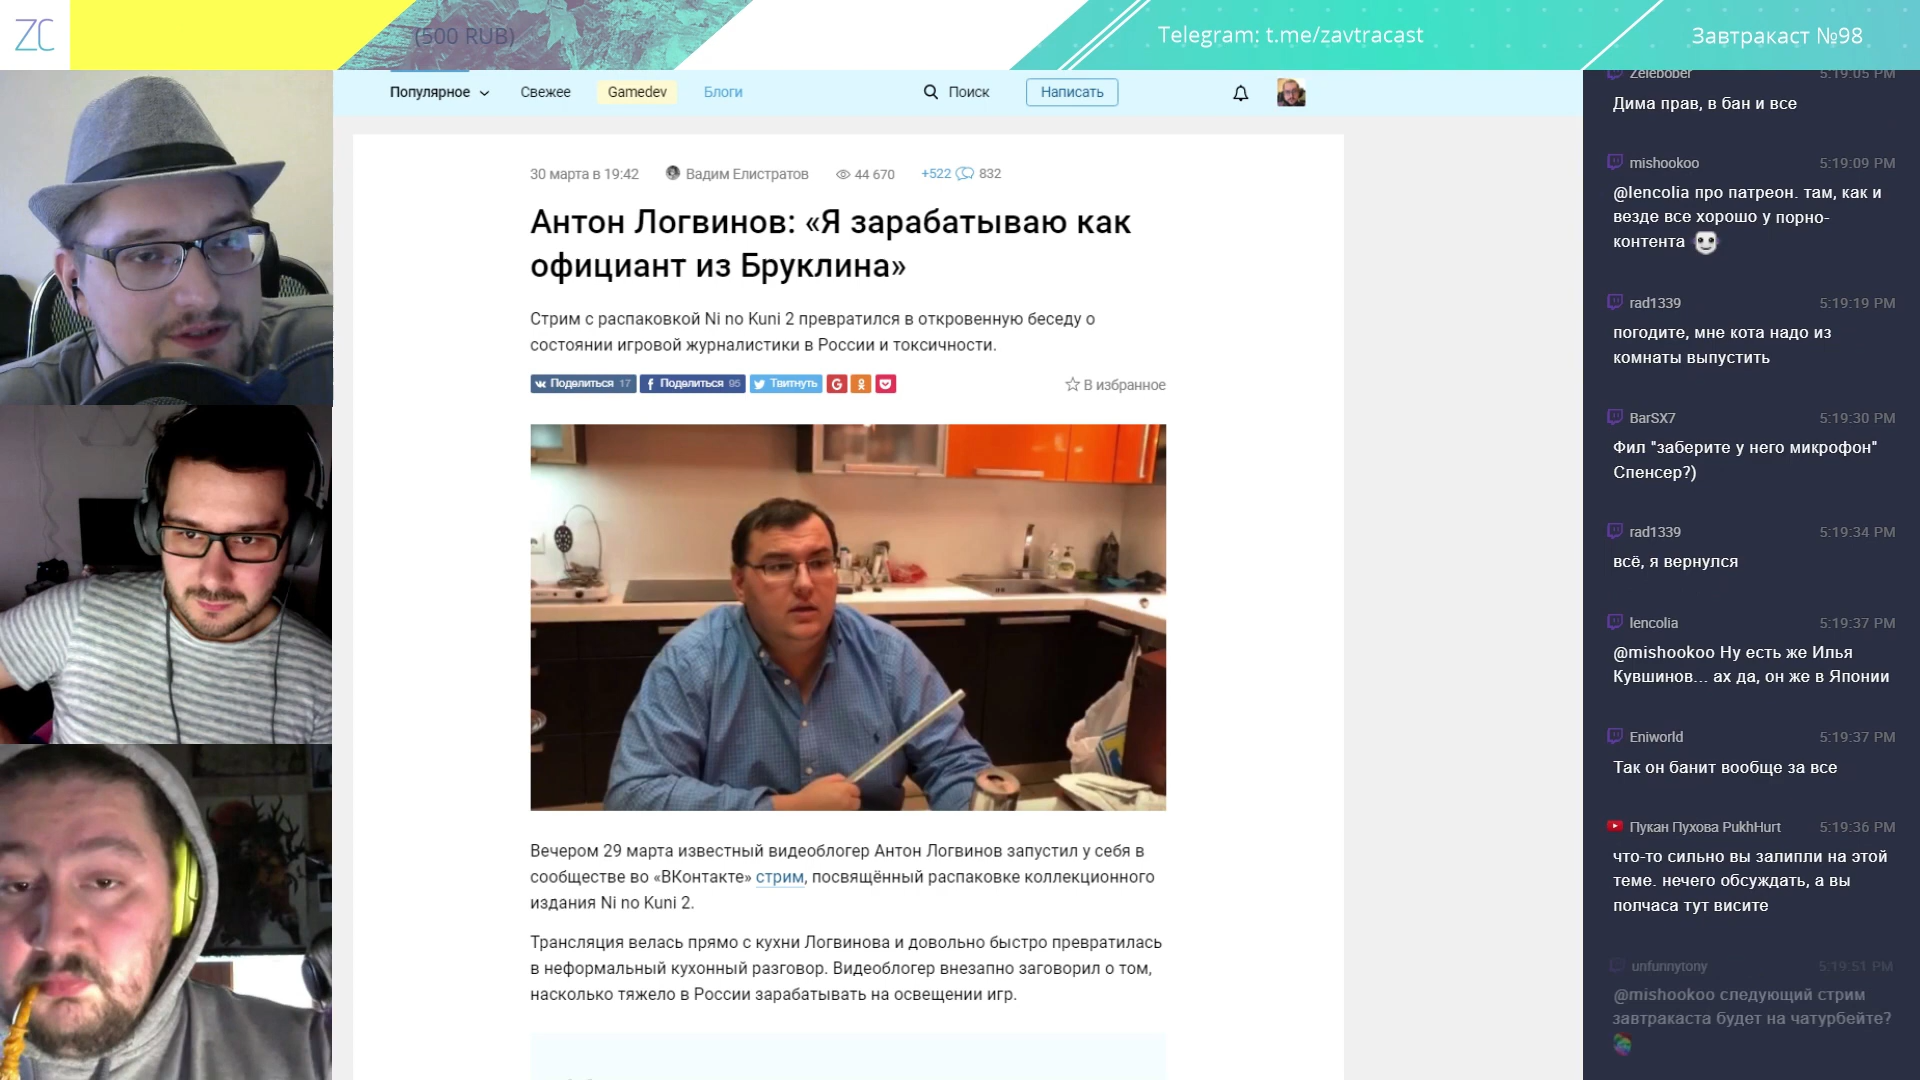 ZC
(500 RUB)
Telegram: t.me/zavtracast
Завтракаст №98
Популярное
Свежее
Gamedev
Блоги
Поиск
Написать
30 марта в 19:42
Вадим Елистратов
44 670
+522
832
Антон Логвинов: «Я зарабатываю как
официант из Бруклина»
Стрим с распаковкой Ni no Kuni 2 превратился в откровенную беседу о
состоянии игровой журналистики в России и токсичности.
Поделиться 17
Поделиться 95
Твитнуть
В избранное
Вечером 29 марта известный видеоблогер Антон Логвинов запустил у себя в
сообществе во «ВКонтакте» стрим, посвящённый распаковке коллекционного
издания Ni no Kuni 2.
Трансляция велась прямо с кухни Логвинова и довольно быстро превратилась
в неформальный кухонный разговор. Видеоблогер внезапно заговорил о том,
насколько тяжело в России зарабатывать на освещении игр.
Zelebober 5:19:05 PM
Дима прав, в бан и все
mishookoo 5:19:09 PM
@lencolia про патреон. там, как и
везде все хорошо у порно-
контента
rad1339 5:19:19 PM
погодите, мне кота надо из
комнаты выпустить
BarSX7 5:19:30 PM
Фил "заберите у него микрофон"
Спенсер?)
rad1339 5:19:34 PM
всё, я вернулся
lencolia 5:19:37 PM
@mishookoo Ну есть же Илья
Кувшинов... ах да, он же в Японии
Eniworld 5:19:37 PM
Так он банит вообще за все
Пукан Пухова PukhHurt 5:19:36 PM
что-то сильно вы залипли на этой
теме. нечего обсуждать, а вы
полчаса тут висите
unfunnytony 5:19:51 PM
@mishookoo следующий стрим
завтракаста будет на чатурбейте?